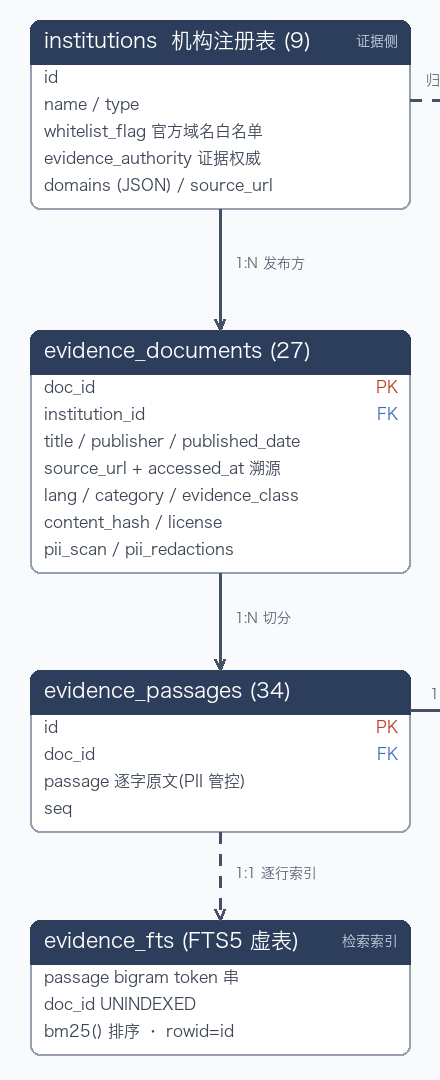 institutions 机构注册表 (9) 证据侧
id
归
name / type
whitelist_flag 官方域名白名单
evidence_authority 证据权威
domains (JSON) / source_url
1:N 发布方
evidence_documents (27)
doc_id PK
institution_id FK
title / publisher / published_date
source_url + accessed_at 溯源
lang / category / evidence_class
content_hash / license
pii_scan / pii_redactions
1:N 切分
evidence_passages (34)
1
id PK
doc_id FK
passage 逐字原文(PII 管控)
seq
1:1 逐行索引
evidence_fts (FTS5 虚表) 检索索引
passage bigram token 串
doc_id UNINDEXED
bm25() 排序 · rowid=id